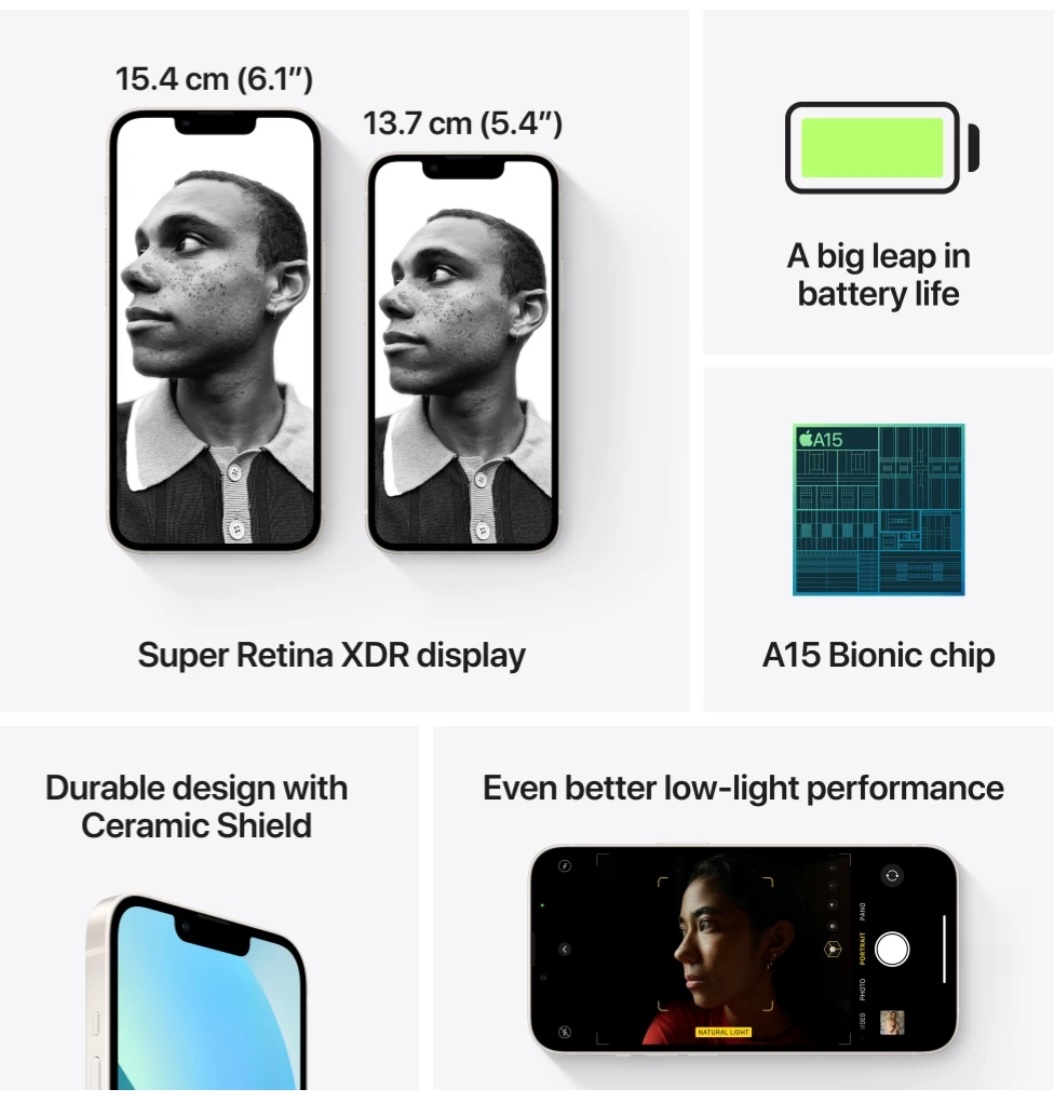 15.4 cm (6.1″)
13.7 cm (5.4″)
Super Retina XDR display
A big leap in
battery life
A15
A15 Bionic chip
Durable design with
Ceramic Shield
Even better low-light performance
NATURAL LIGHT
VIDEO
PHOTO
PORTRAIT
PANO